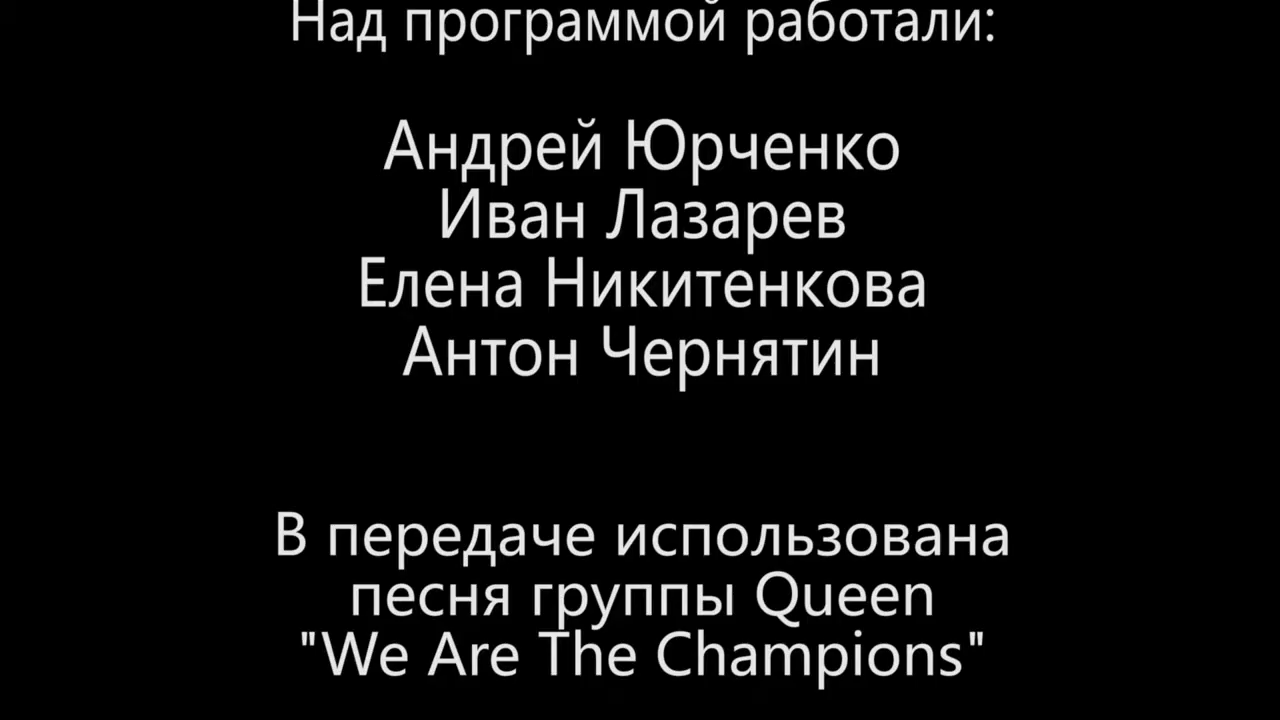 Над программой работали:
Андрей Юрченко
Иван Лазарев
Елена Никитенкова
Антон Чернятин
В передаче использована
песня группы Queen
"We Are The Champions"